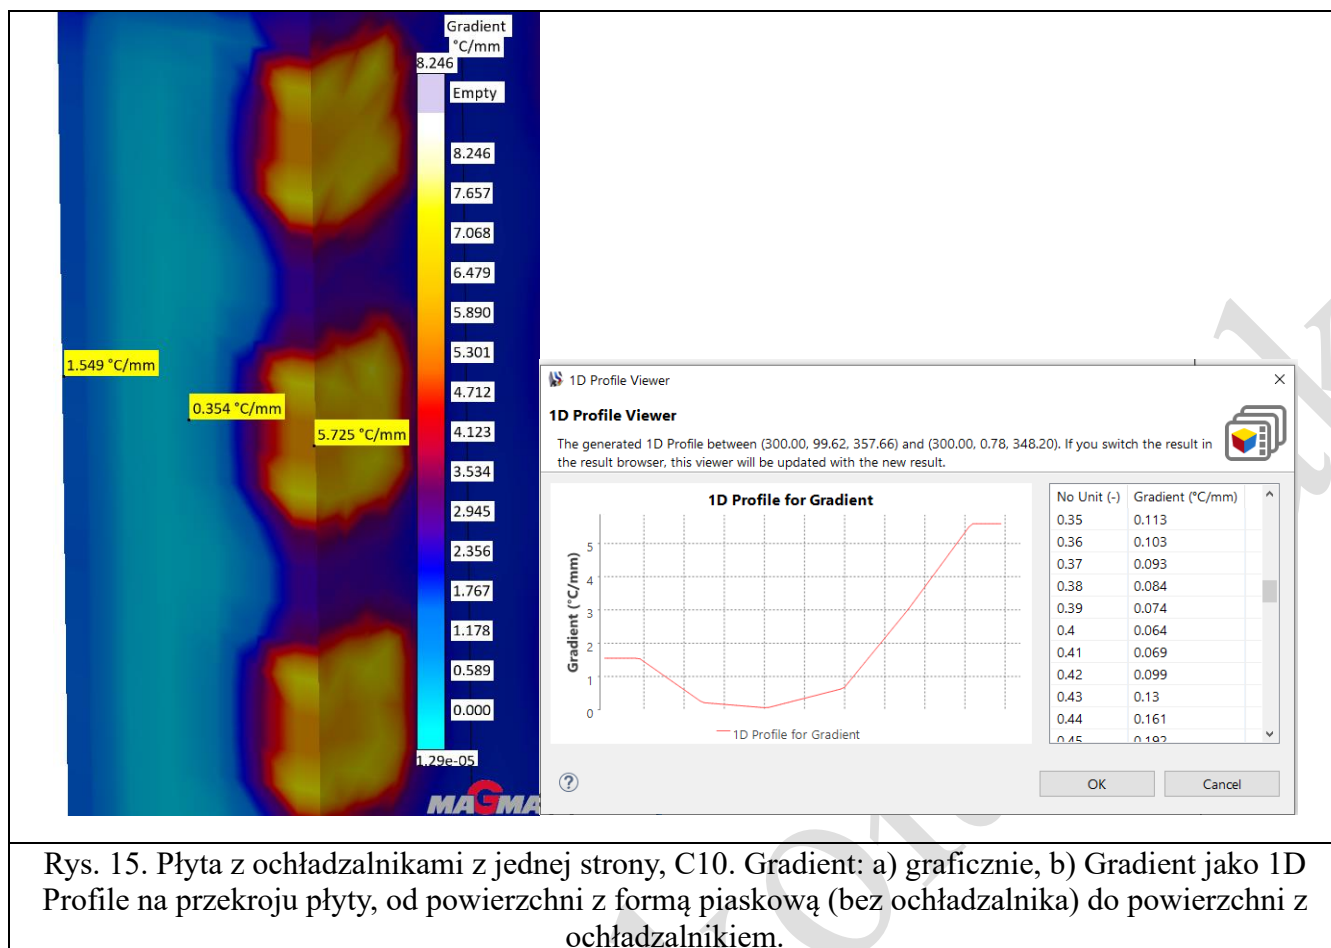 Gradient
°C/mm
8.246
Empty
8.246
7.657
7.068
6.479
5.890
5.301
4.712
4.123
3.534
2.945
2.356
1.767
1.178
0.589
0.000
1.29e-05
1.549 °C/mm
0.354 °C/mm
5.725 °C/mm
1D Profile Viewer
1D Profile Viewer
The generated 1D Profile between (300.00, 99.62, 357.66) and (300.00, 0.78, 348.20). If you switch the result in
the result browser, this viewer will be updated with the new result.
1D Profile for Gradient
Gradient (°C/mm)
5
4
3
2
1
0
1D Profile for Gradient
No Unit (-) Gradient (°C/mm)
0.35 0.113
0.36 0.103
0.37 0.093
0.38 0.084
0.39 0.074
0.4 0.064
0.41 0.069
0.42 0.099
0.43 0.13
0.44 0.161
0.45 0.192
OK Cancel
Rys. 15. Płyta z ochładzalnikami z jednej strony, C10. Gradient: a) graficznie, b) Gradient jako 1D
Profile na przekroju płyty, od powierzchni z formą piaskową (bez ochładzalnika) do powierzchni z
ochładzalnikiem.